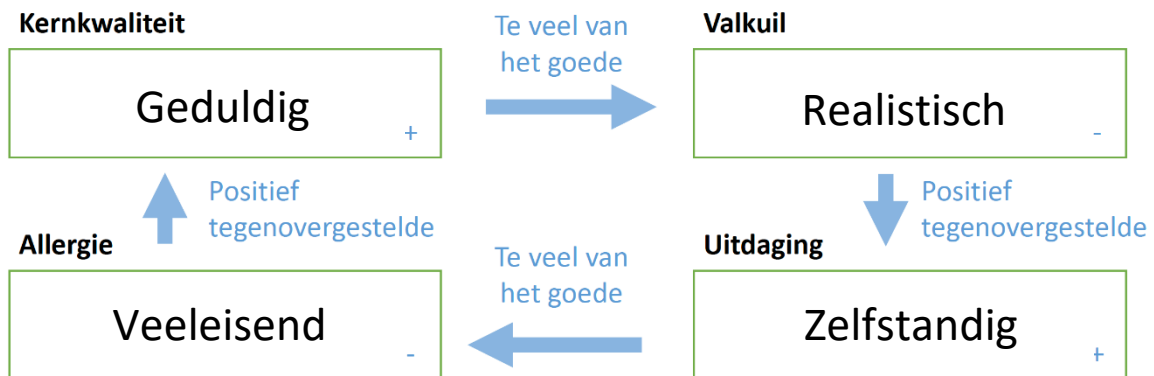 Kernkwaliteit
Te veel van
het goede
Valkuil
Geduldig
+
Realistisch
-
Positief
tegenovergestelde
Positief
tegenovergestelde
Allergie
Te veel van
het goede
Uitdaging
Veeleisend
-
Zelfstandig
+